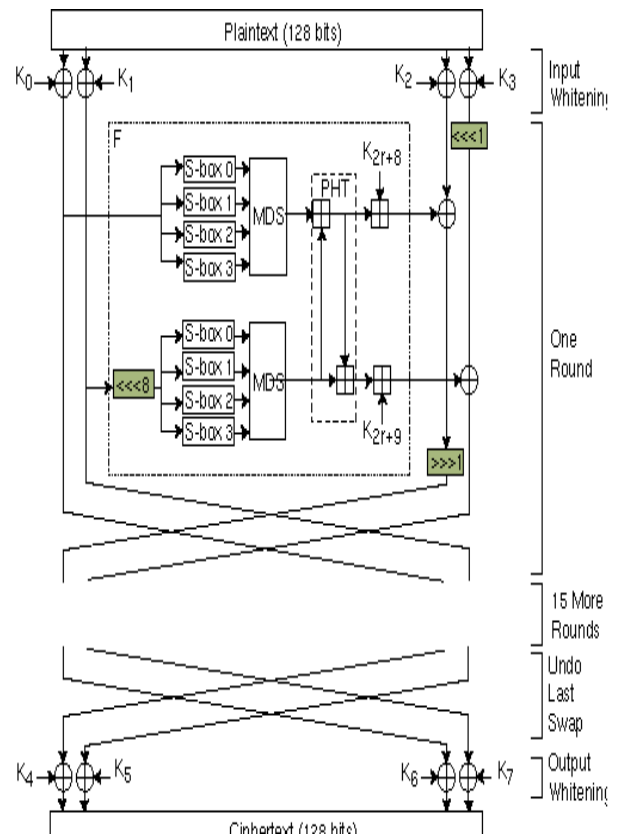 Plaintext (128 bits)
K0 K1 K2 K3
Input
Whitening
<<<1
F
K2r+8
S-box 0
S-box 1
S-box 2
S-box 3
MDS
PHT
One
Round
<<<8
S-box 0
S-box 1
S-box 2
S-box 3
MDS
K2r+9
>>>1
15 More
Rounds
Undo
Last
Swap
K4 K5 K6 K7
Output
Whitening
Ciphertext (128 bits)